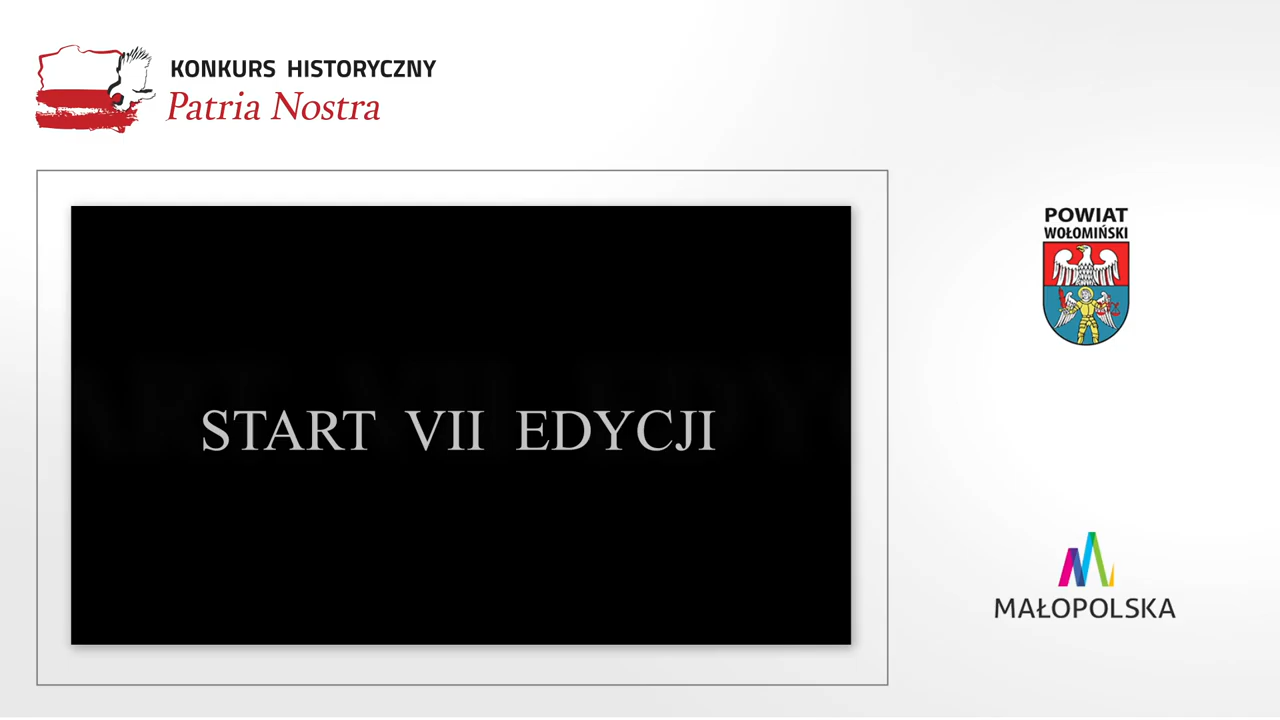 KONKURS HISTORYCZNY
Patria Nostra
POWIAT
WOŁOMIŃSKI
START VII EDYCJI
MAŁOPOLSKA